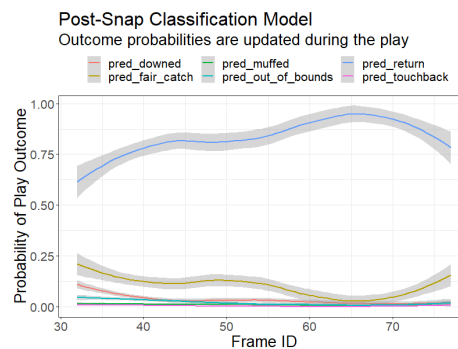 Post-Snap Classification Model
Outcome probabilities are updated during the play
pred_downed pred_muffed pred_return
pred_fair_catch pred_out_of_bounds pred_touchback
Probability of Play Outcome
1.00
0.75
0.50
0.25
0.00
30 40 50 60 70
Frame ID